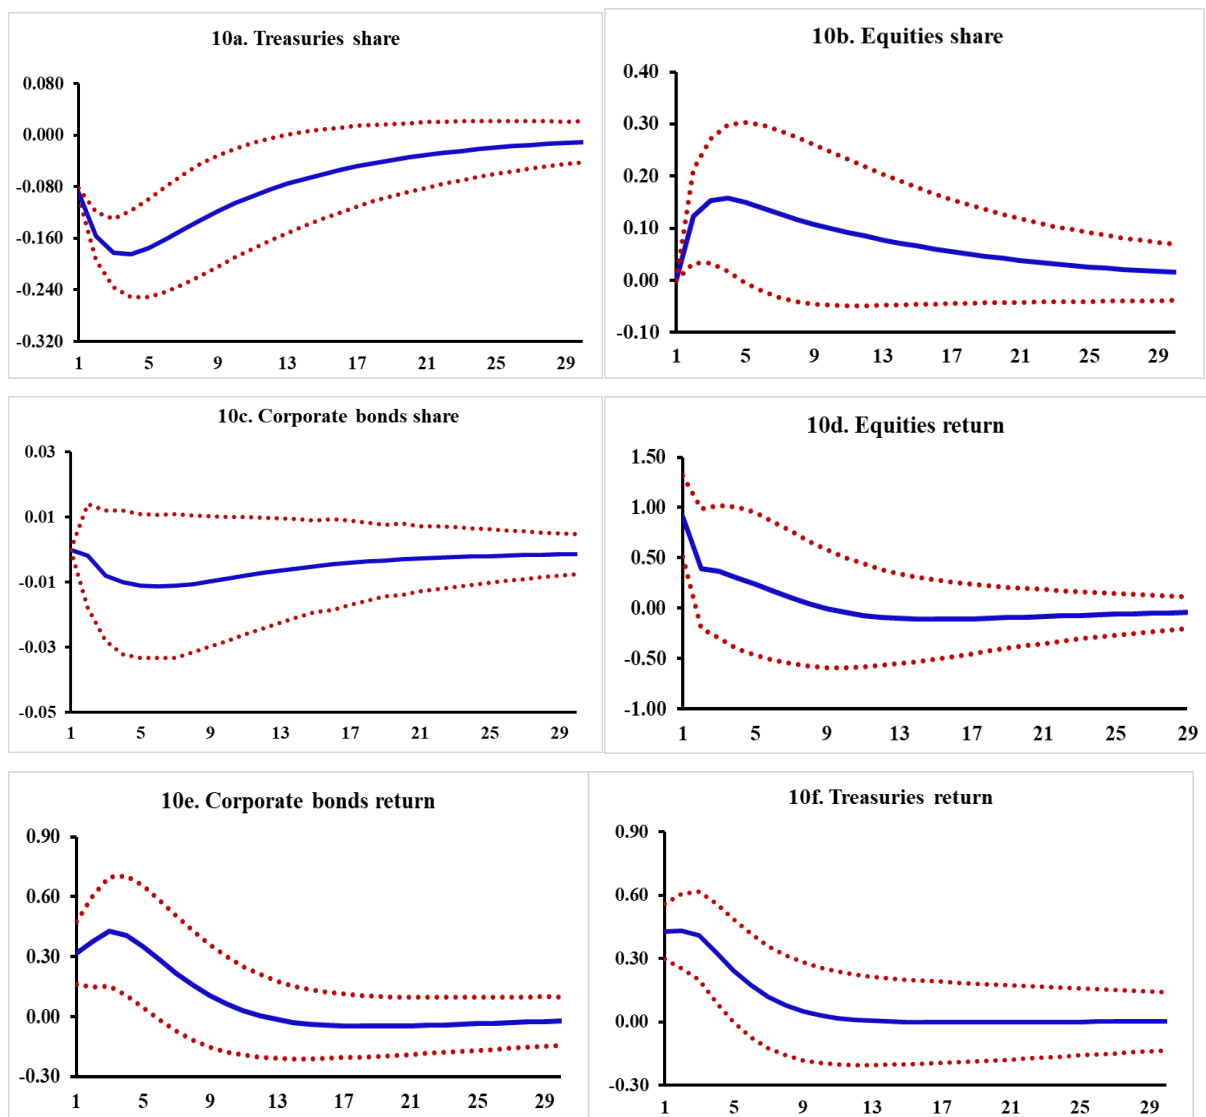 10a. Treasuries share
0.080
0.000
-0.080
-0.160
-0.240
-0.320
1 5 9 13 17 21 25 29
10b. Equities share
0.40
0.30
0.20
0.10
0.00
-0.10
1 5 9 13 17 21 25 29
10c. Corporate bonds share
0.03
0.01
-0.01
-0.03
-0.05
1 5 9 13 17 21 25 29
10d. Equities return
1.50
1.00
0.50
0.00
-0.50
-1.00
1 5 9 13 17 21 25 29
10e. Corporate bonds return
0.90
0.60
0.30
0.00
-0.30
1 5 9 13 17 21 25 29
10f. Treasuries return
0.90
0.60
0.30
0.00
-0.30
1 5 9 13 17 21 25 29